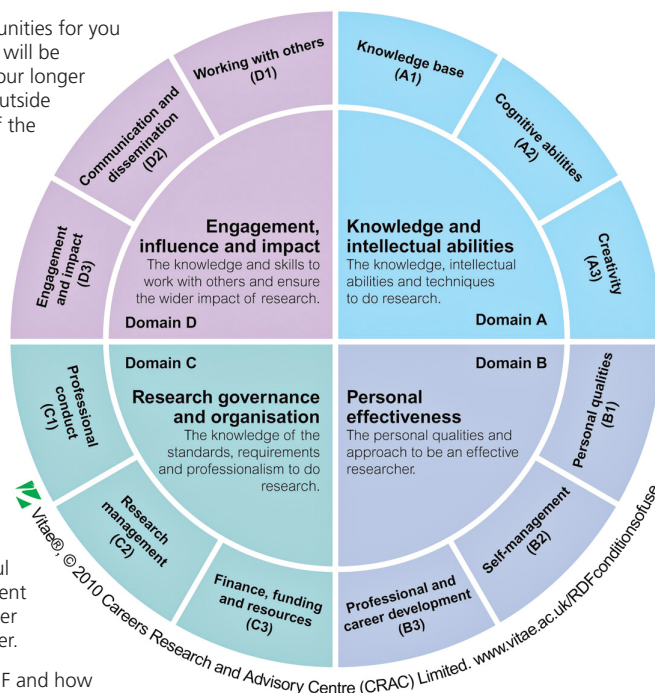 unities for you
will be
our longer
utside
f the
Working with others
(D1)
Knowledge base
(A1)
Communication and
dissemination
(D2)
Cognitive abilities
(A2)
Engagement
and impact
(D3)
Creativity
(A3)
Engagement,
influence and impact
The knowledge and skills to
work with others and ensure
the wider impact of research.
Domain D
Knowledge and
intellectual abilities
The knowledge, intellectual
abilities and techniques
to do research.
Domain A
Domain C
Research governance
and organisation
The knowledge of the
standards, requirements
and professionalism to do
research.
Domain B
Personal
effectiveness
The personal qualities and
approach to be an effective
researcher.
Professional
conduct
(C1)
Personal qualities
(B1)
Research
management
(C2)
Self-management
(B2)
Finance, funding
and resources
(C3)
Professional and
career development
(B3)
Vitae®, © 2010 Careers Research and Advisory Centre (CRAC) Limited. www.vitae.ac.uk/RDFconditionsofuse
ul
ent
er
er.
F and how